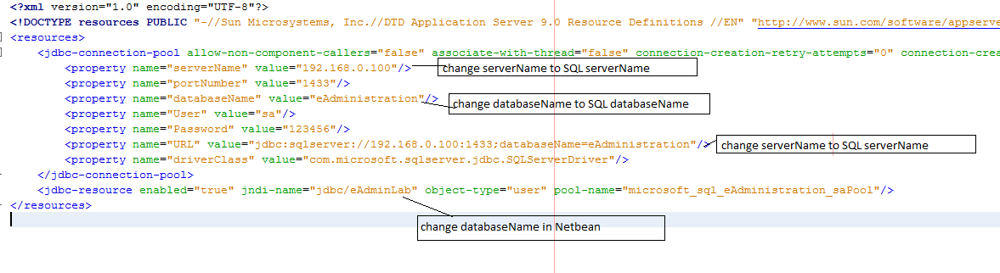 <?xml version="1.0" encoding="UTF-8"?>
<!DOCTYPE resources PUBLIC "-//Sun Microsystems, Inc.//DTD Application Server 9.0 Resource Definitions //EN" "http://www.sun.com/software/appserve
<resources>
<jdbc-connection-pool allow-non-component-callers="false" associate-with-thread="false" connection-creation-retry-attempts="0" connection-crea
<property name="serverName" value="192.168.0.100"/> change serverName to SQL serverName
<property name="portNumber" value="1433"/>
<property name="databaseName" value="eAdministration"/> change databaseName to SQL databaseName
<property name="User" value="sa"/>
<property name="Password" value="123456"/>
<property name="URL" value="jdbc:sqlserver://192.168.0.100:1433;databaseName=eAdministration"/> change serverName to SQL serverName
<property name="driverClass" value="com.microsoft.sqlserver.jdbc.SQLServerDriver"/>
</jdbc-connection-pool>
<jdbc-resource enabled="true" jndi-name="jdbc/eAdminLab" object-type="user" pool-name="microsoft_sql_eAdministration_saPool"/>
</resources>
change databaseName in Netbean